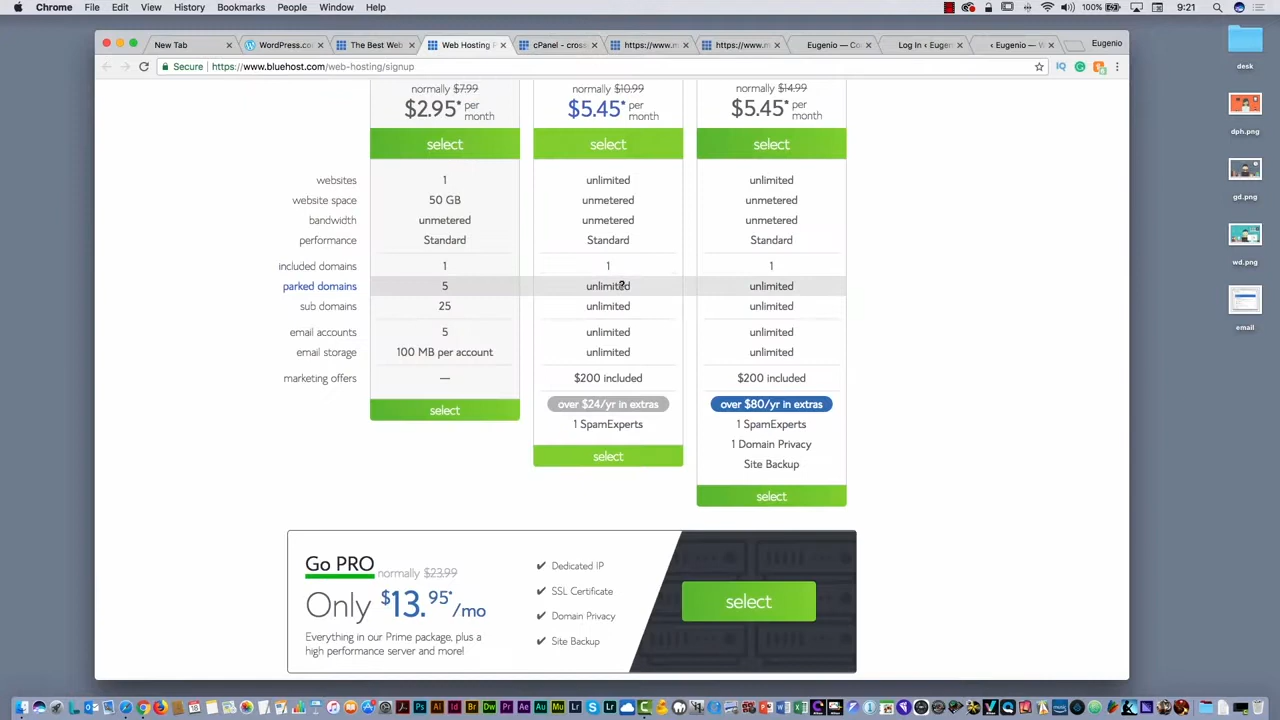 Chrome File Edit View History Bookmarks People Window Help
100% 9:21
New Tab
WordPress.com
The Best Web
Web Hosting P
cPanel - cross
https://www.m
https://www.m
Eugenio — Co
Log In ‹ Eugen
‹ Eugenio — W
Eugenio
Secure https://www.bluehost.com/web-hosting/signup
normally $7.99 normally $10.99 normally $14.99
$2.95* per month $5.45* per month $5.45* per month
select select select
websites 1 unlimited unlimited
website space 50 GB unmetered unmetered
bandwidth unmetered unmetered unmetered
performance Standard Standard Standard
included domains 1 1 1
parked domains 5 unlimited unlimited
sub domains 25 unlimited unlimited
email accounts 5 unlimited unlimited
email storage 100 MB per account unlimited unlimited
marketing offers — $200 included $200 included
select over $24/yr in extras over $80/yr in extras
1 SpamExperts 1 SpamExperts
1 Domain Privacy
select Site Backup
select
Go PRO normally $23.99
Only $13.95*/mo
Everything in our Prime package, plus a
high performance server and more!
✔ Dedicated IP
✔ SSL Certificate
✔ Domain Privacy
✔ Site Backup
select
desk
dph.png
gd.png
wd.png
email